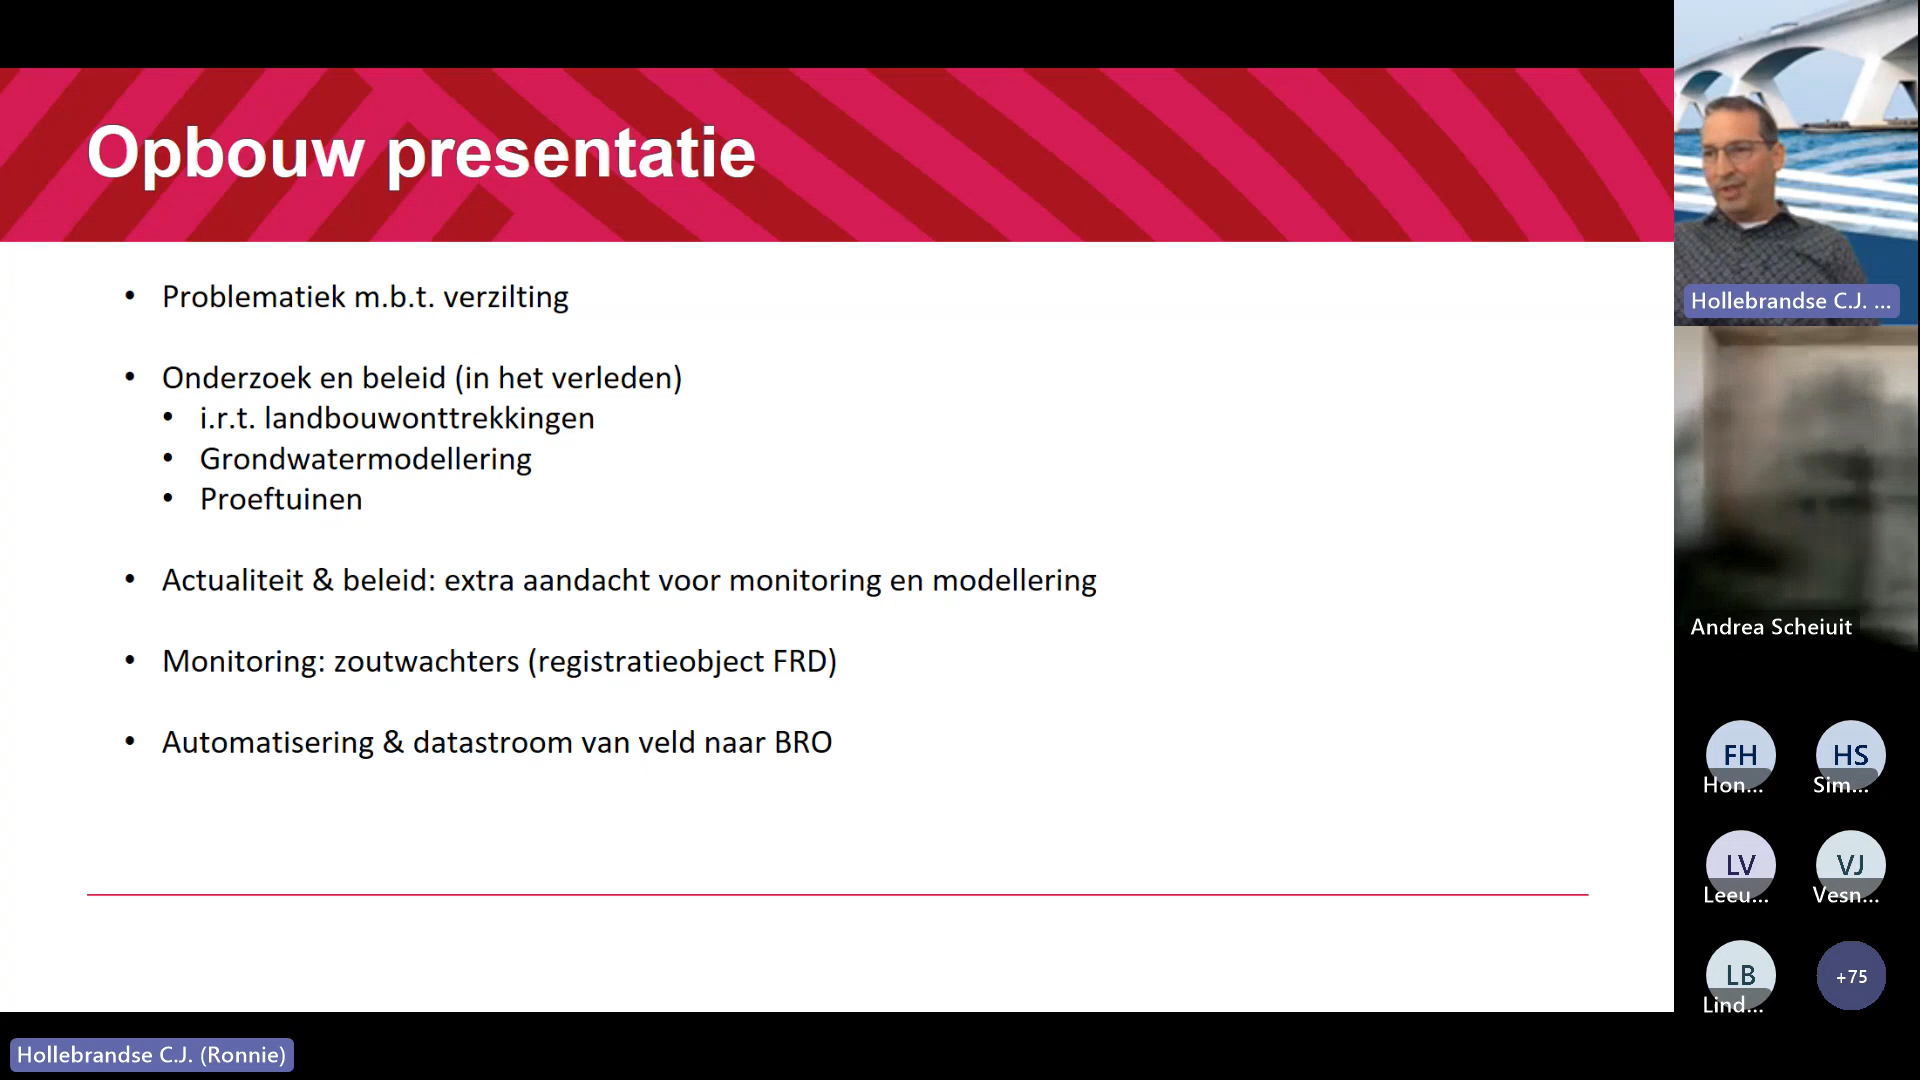 Opbouw presentatie
• Problematiek m.b.t. verzilting
• Onderzoek en beleid (in het verleden)
• i.r.t. landbouwonttrekkingen
• Grondwatermodellering
• Proeftuinen
• Actualiteit & beleid: extra aandacht voor monitoring en modellering
• Monitoring: zoutwachters (registratieobject FRD)
• Automatisering & datastroom van veld naar BRO
Hollebrandse C.J. ...
Andrea Scheiuit
FH
HS
Hon...
Sim...
LV
VJ
Leeu...
Vesn...
LB
+75
Lind...
Hollebrandse C.J. (Ronnie)